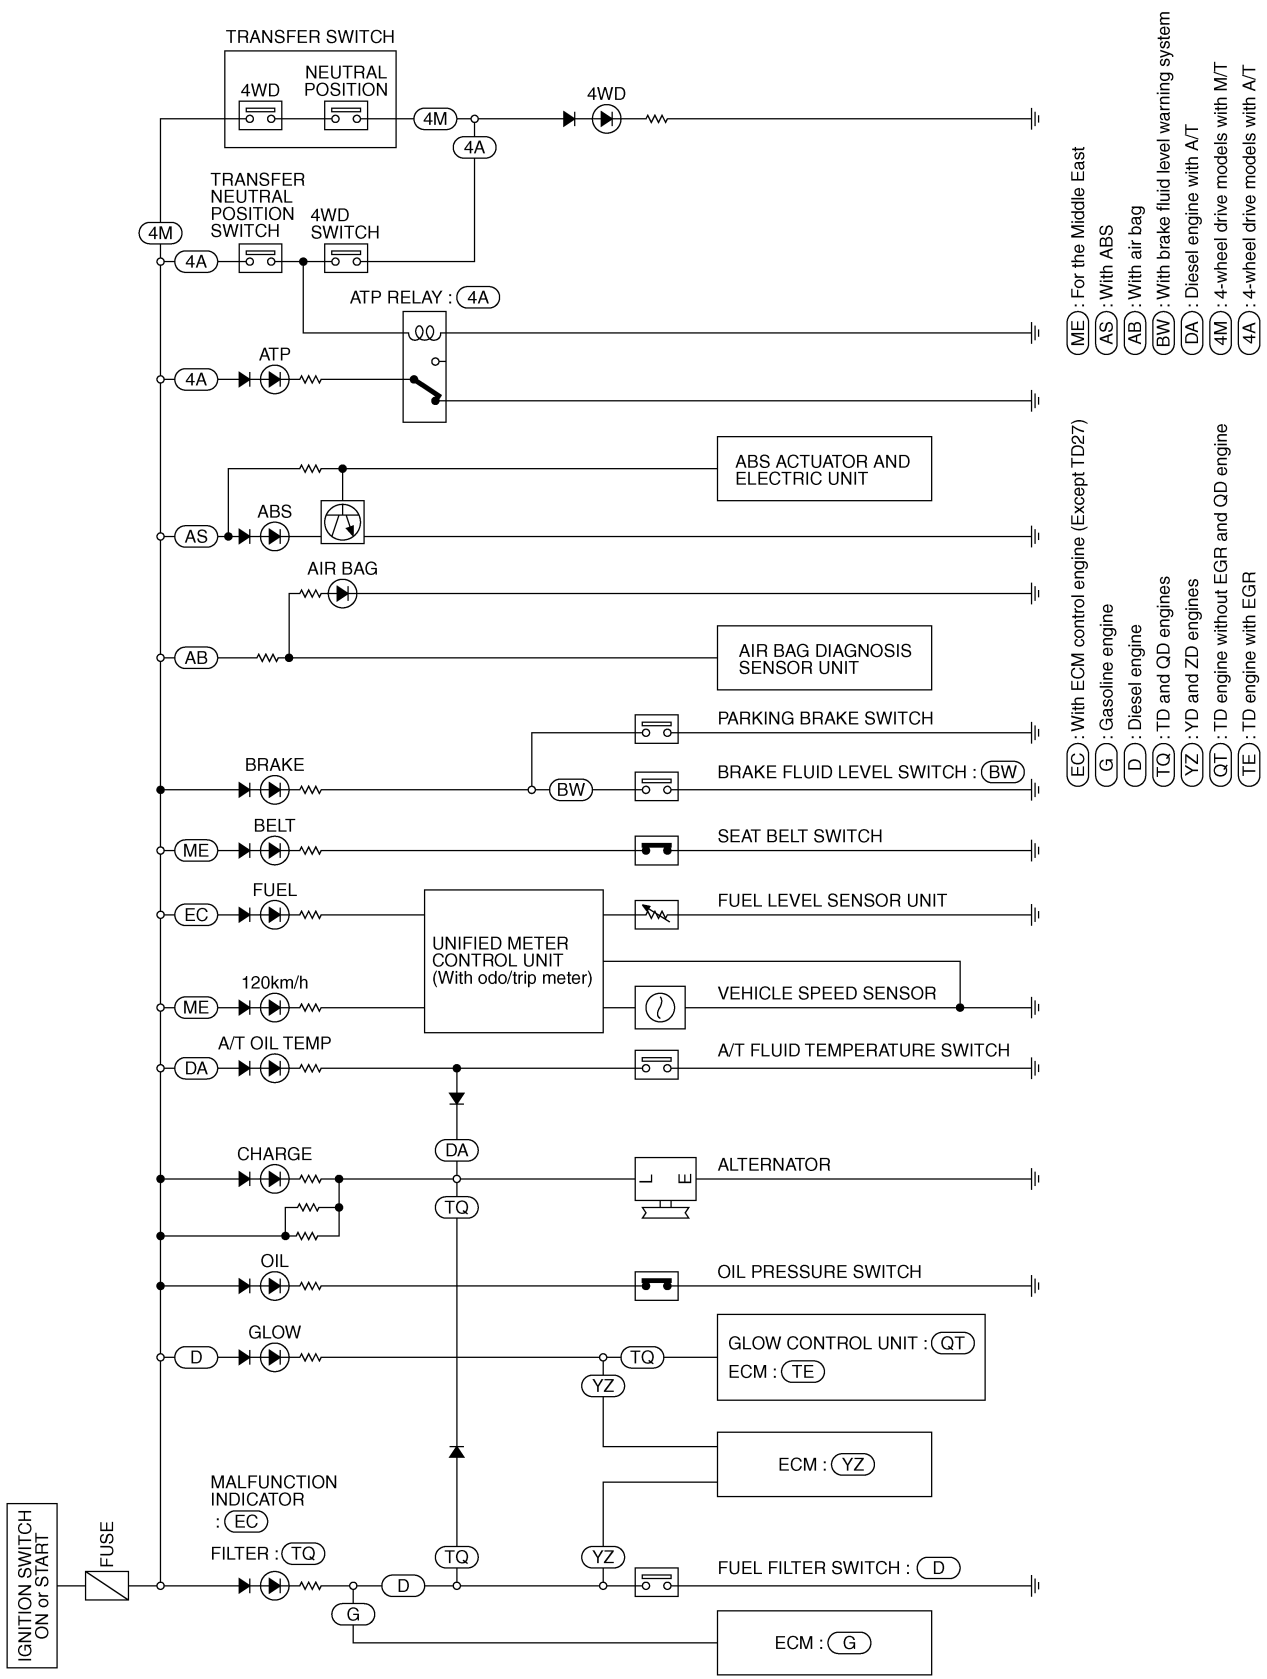 TRANSFER SWITCH
NEUTRAL
POSITION
4WD
4M
4WD
4A
TRANSFER
NEUTRAL
POSITION
SWITCH
4WD
SWITCH
4M
4A
ATP RELAY : 4A
ATP
4A
ABS ACTUATOR AND
ELECTRIC UNIT
ABS
AS
AIR BAG
AB
AIR BAG DIAGNOSIS
SENSOR UNIT
PARKING BRAKE SWITCH
BRAKE
BW
BRAKE FLUID LEVEL SWITCH : BW
BELT
ME
SEAT BELT SWITCH
FUEL
EC
UNIFIED METER
CONTROL UNIT
(With odo/trip meter)
FUEL LEVEL SENSOR UNIT
120km/h
ME
VEHICLE SPEED SENSOR
A/T OIL TEMP
DA
A/T FLUID TEMPERATURE SWITCH
DA
CHARGE
L
E
ALTERNATOR
TQ
OIL
OIL PRESSURE SWITCH
GLOW
D
TQ
GLOW CONTROL UNIT : QT
ECM : TE
YZ
ECM : YZ
MALFUNCTION
INDICATOR
: EC
FILTER : TQ
TQ
YZ
IGNITION SWITCH
ON or START
FUSE
D
FUEL FILTER SWITCH : D
G
ECM : G
ME : For the Middle East
AS : With ABS
AB : With air bag
BW : With brake fluid level warning system
DA : Diesel engine with A/T
4M : 4-wheel drive models with M/T
4A : 4-wheel drive models with A/T
EC : With ECM control engine (Except TD27)
G : Gasoline engine
D : Diesel engine
TQ : TD and QD engines
YZ : YD and ZD engines
QT : TD engine without EGR and QD engine
TE : TD engine with EGR